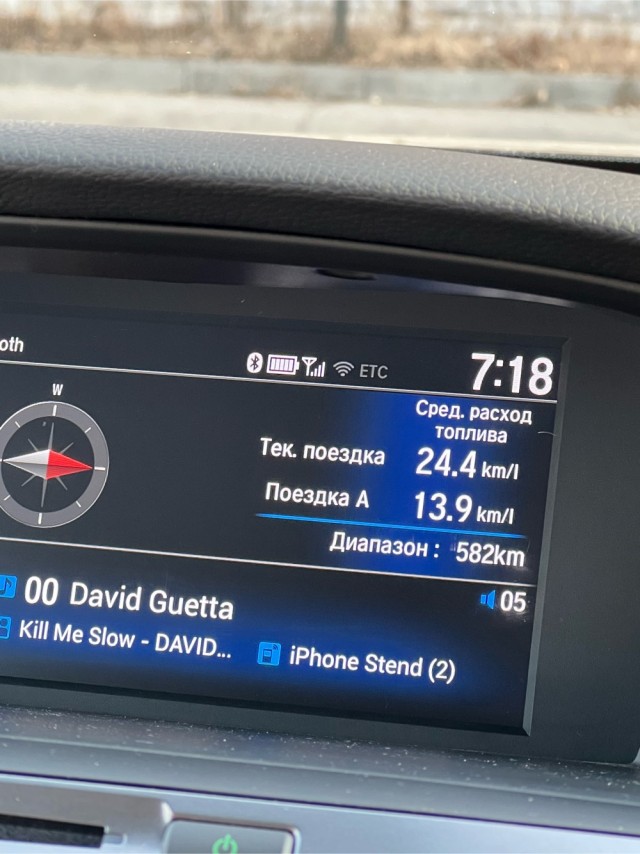 oth
ETC 7:18
W
Сред. расход
топлива
Тек. поездка 24.4 km/l
Поездка А 13.9 km/l
Диапазон : 582km
00 David Guetta
05
Kill Me Slow - DAVID...
iPhone Stend (2)